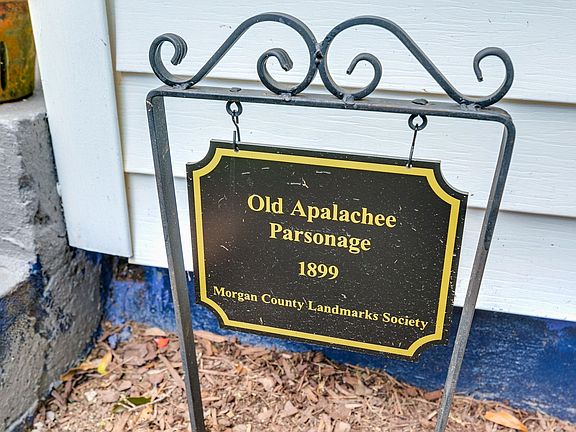 Old Apalachee
Parsonage
1899
Morgan County Landmarks Society